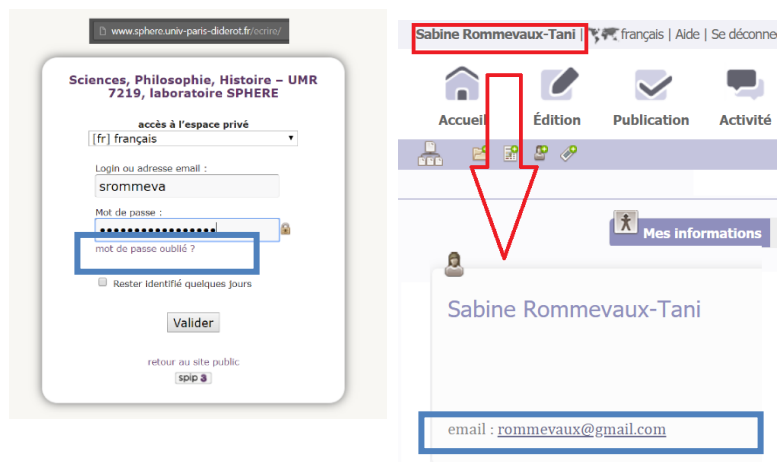 www.sphere.univ-paris-diderot.fr/ecrire/
Sciences, Philosophie, Histoire – UMR
7219, laboratoire SPHERE
accès à l'espace privé
[fr] français
Login ou adresse email :
srommeva
Mot de passe :
•••••••••••••••••
mot de passe oublié ?
Rester identifié quelques jours
Valider
retour au site public
spip 3
Sabine Rommevaux-Tani | français | Aide | Se déconne
Accueil Édition Publication Activité
Mes informations
Sabine Rommevaux-Tani
email : rommevaux@gmail.com